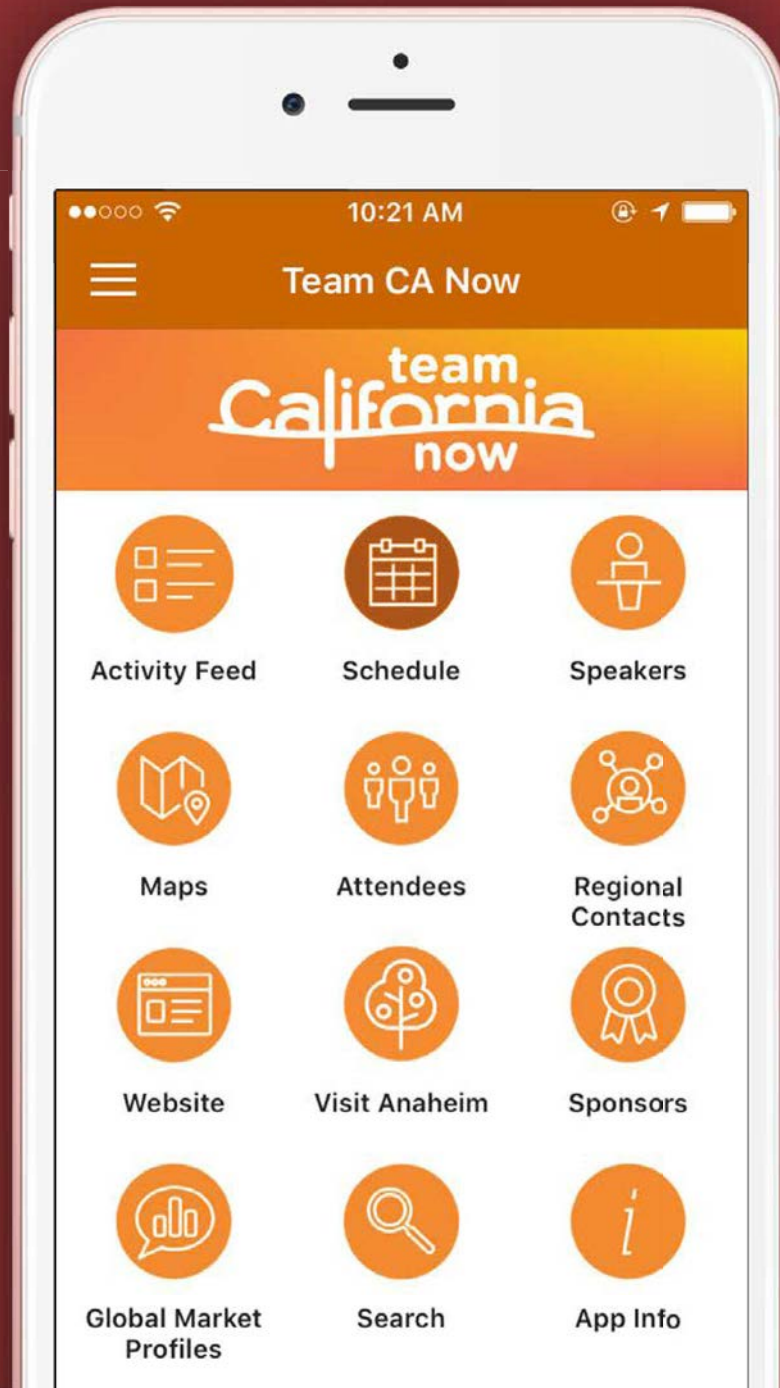 10:21 AM
Team CA Now
team
California
now
Activity Feed
Schedule
Speakers
Maps
Attendees
Regional
Contacts
Website
Visit Anaheim
Sponsors
i
Global Market
Profiles
Search
App Info